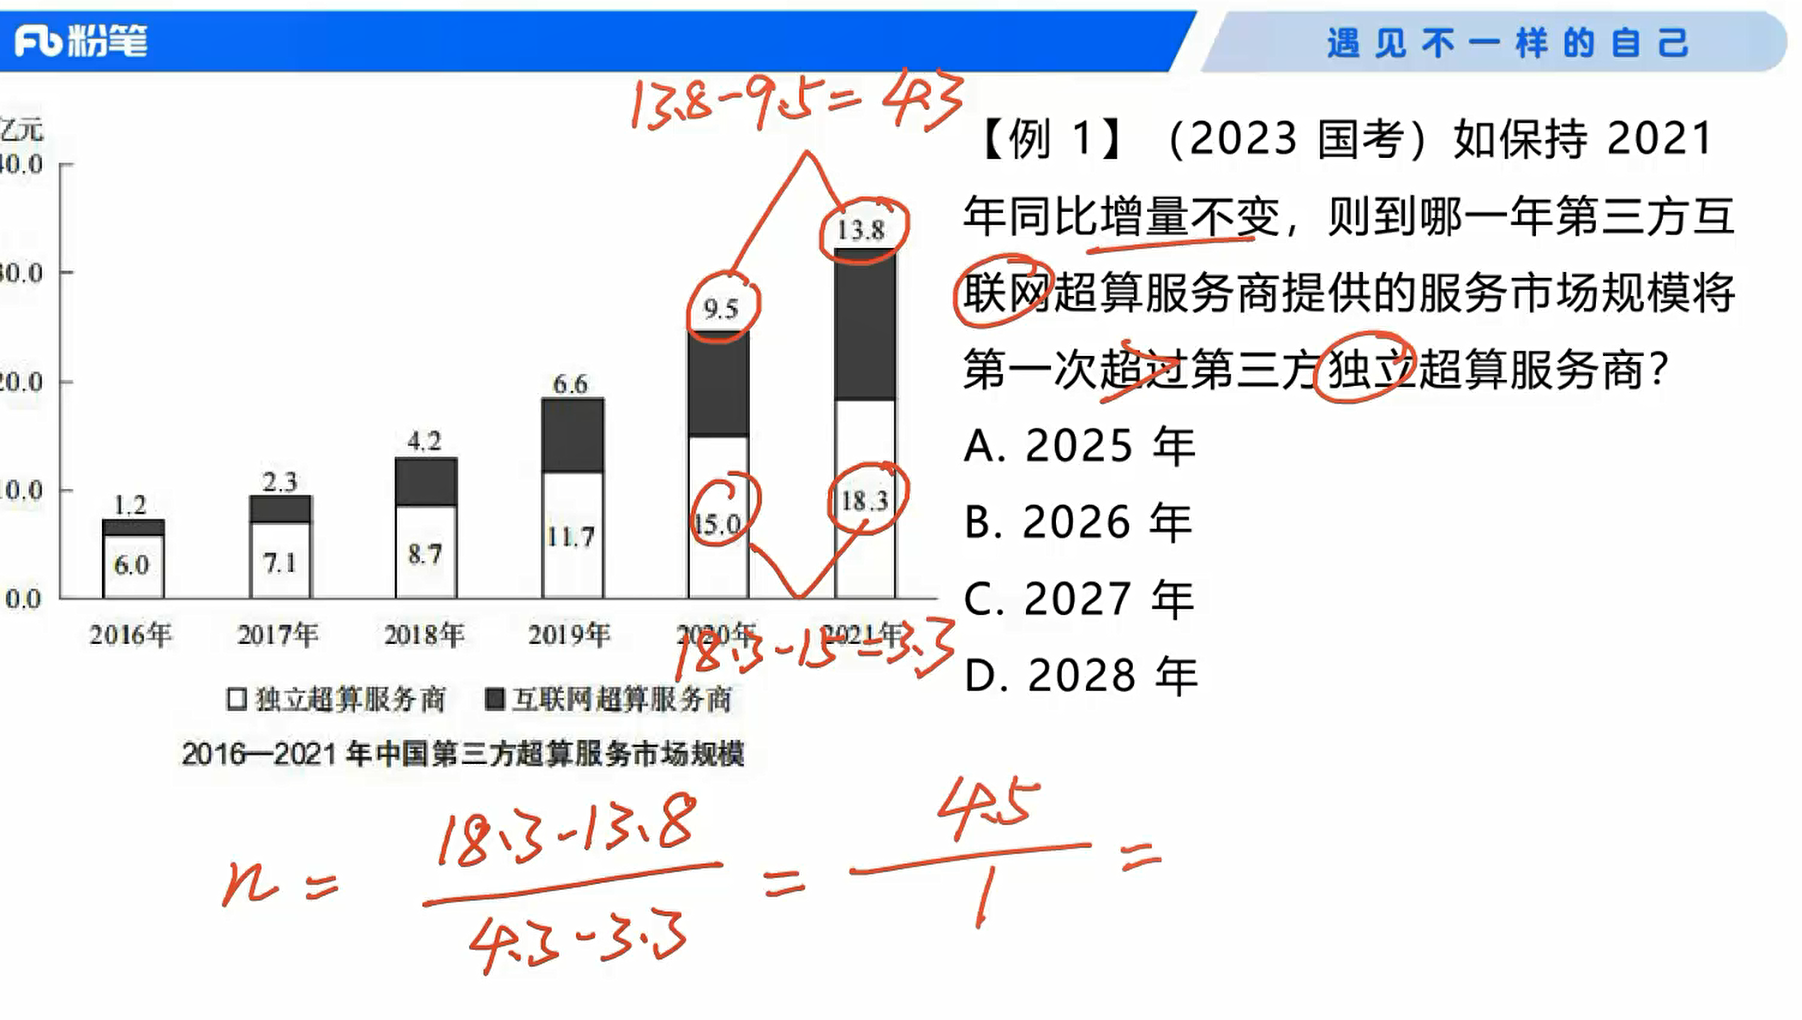 粉笔
遇见不一样的自己
13.8-9.5=4.3
亿元
40.0
30.0
20.0
10.0
0.0
1.2
6.0
2.3
7.1
4.2
8.7
6.6
11.7
9.5
15.0
13.8
18.3
2016年 2017年 2018年 2019年 2020年 2021年
18.3-15=3.3
独立超算服务商 互联网超算服务商
2016—2021年中国第三方超算服务市场规模
【例 1】（2023 国考）如保持 2021
年同比增量不变，则到哪一年第三方互
联网超算服务商提供的服务市场规模将
第一次超过第三方独立超算服务商？
A. 2025 年
B. 2026 年
C. 2027 年
D. 2028 年
n = 18.3-13.8 / 4.3-3.3 = 4.5 / 1 =